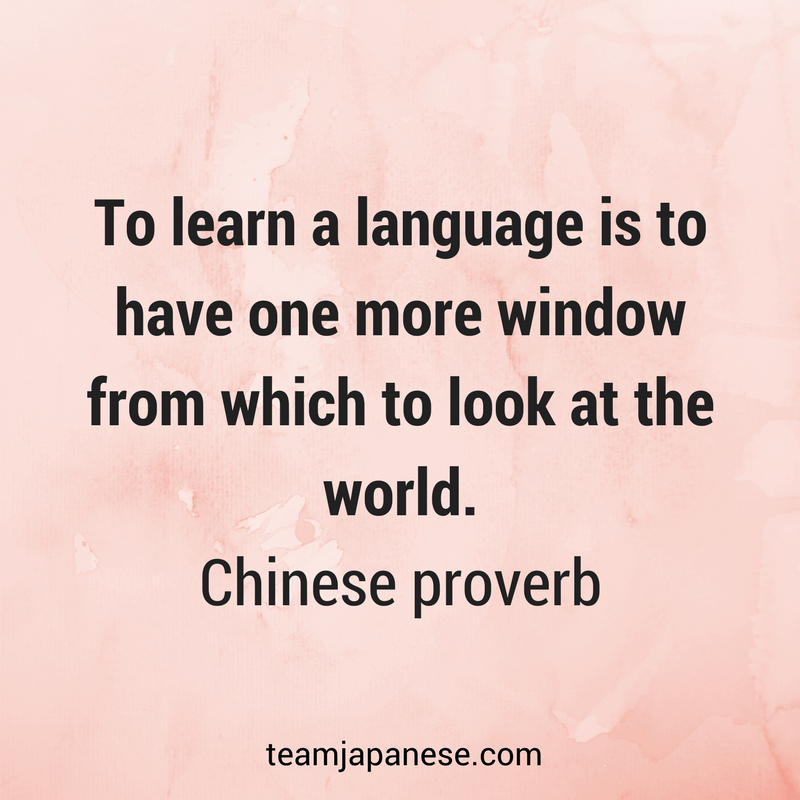 To learn a language is to
have one more window
from which to look at the
world.
Chinese proverb
teamjapanese.com